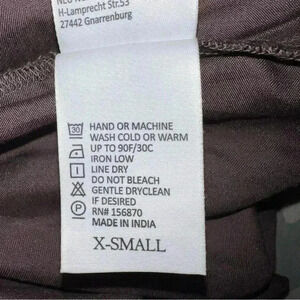 H-Lamprecht Str.53
27442 Gnarrenburg
30
HAND OR MACHINE
WASH COLD OR WARM
UP TO 90F/30C
IRON LOW
LINE DRY
DO NOT BLEACH
GENTLE DRYCLEAN
IF DESIRED
P
RN# 156870
MADE IN INDIA
X-SMALL